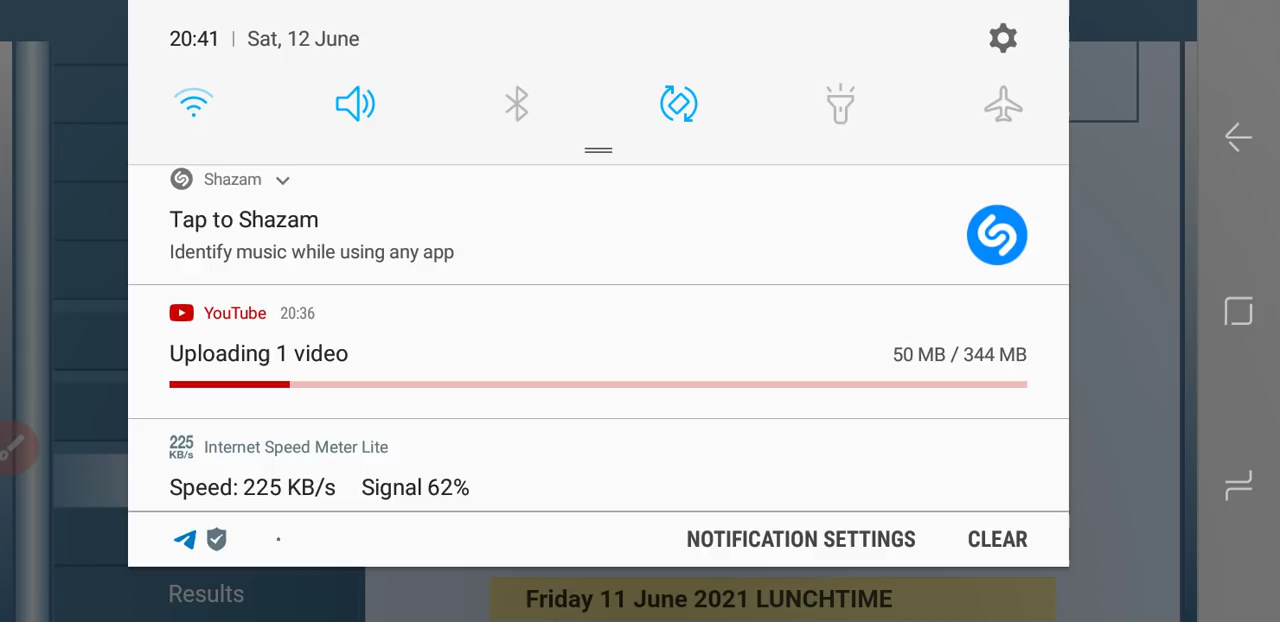 20:41 | Sat, 12 June
Shazam
Tap to Shazam
Identify music while using any app
YouTube 20:36
Uploading 1 video 50 MB / 344 MB
225 KB/s Internet Speed Meter Lite
Speed: 225 KB/s Signal 62%
NOTIFICATION SETTINGS CLEAR
Results
Friday 11 June 2021 LUNCHTIME